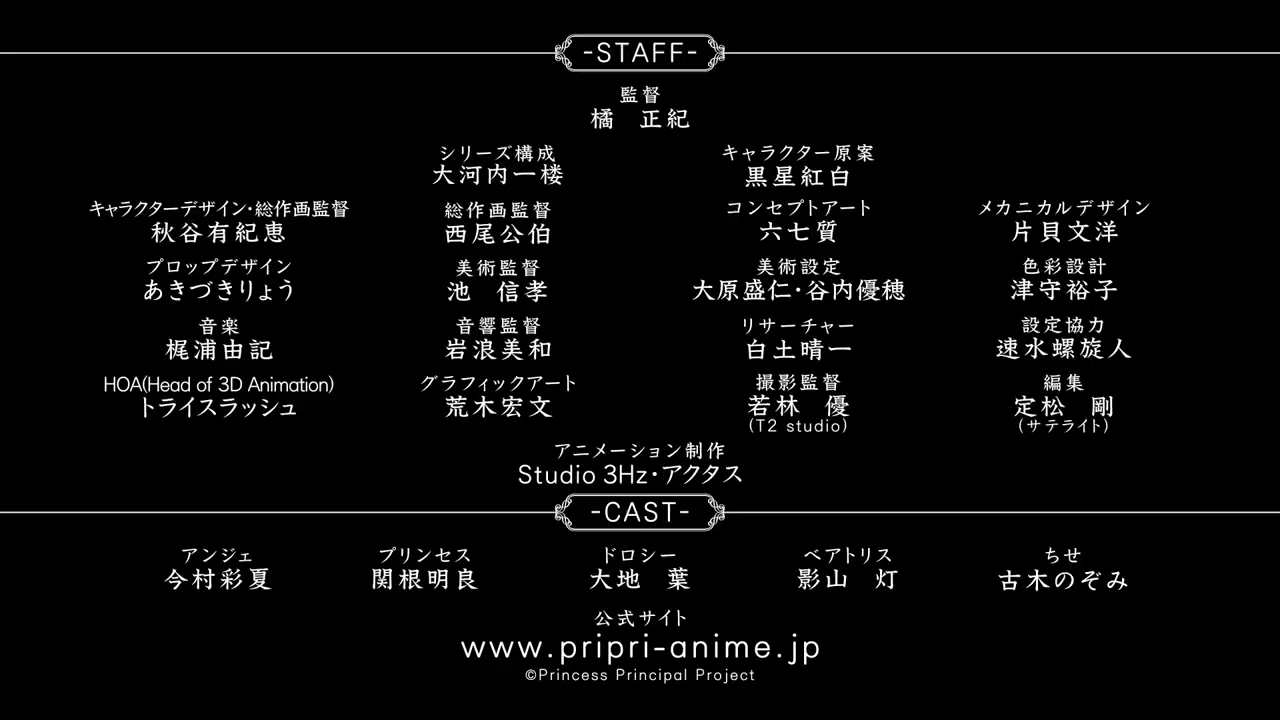 -STAFF-
監督
橘 正紀
シリーズ構成
大河内一楼
キャラクター原案
黒星紅白
キャラクターデザイン・総作画監督
秋谷有紀恵
総作画監督
西尾公伯
コンセプトアート
六七質
メカニカルデザイン
片貝文洋
プロップデザイン
あきづきりょう
美術監督
池 信孝
美術設定
大原盛仁・谷内優穂
色彩設計
津守裕子
音楽
梶浦由記
音響監督
岩浪美和
リサーチャー
白土晴一
設定協力
速水螺旋人
HOA(Head of 3D Animation)
トライスラッシュ
グラフィックアート
荒木宏文
撮影監督
若林 優
(T2 studio)
編集
定松 剛
(サテライト)
アニメーション制作
Studio 3Hz・アクタス
-CAST-
アンジェ
今村彩夏
プリンセス
関根明良
ドロシー
大地 葉
ベアトリス
影山 灯
ちせ
古木のぞみ
公式サイト
www.pripri-anime.jp
©Princess Principal Project